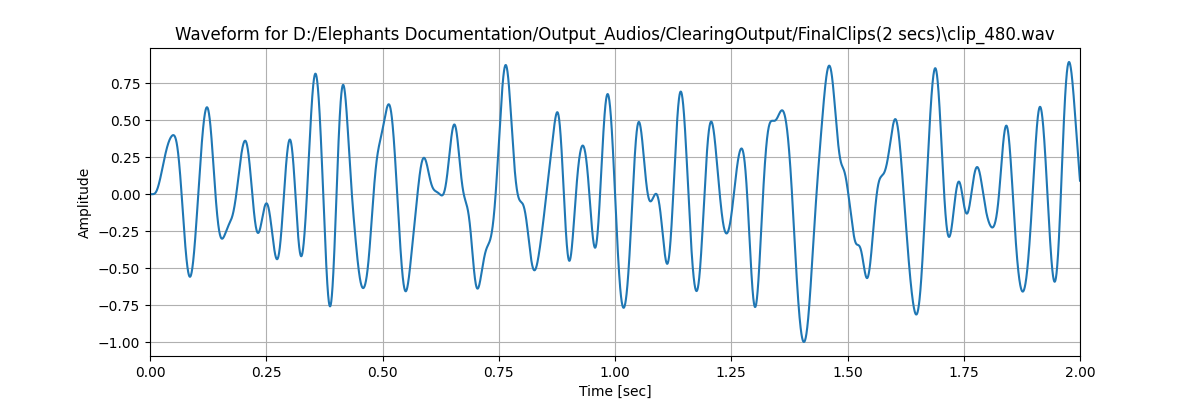 Waveform for D:/Elephants Documentation/Output_Audios/ClearingOutput/FinalClips(2 secs)\clip_480.wav
Amplitude
0.75
0.50
0.25
0.00
−0.25
−0.50
−0.75
−1.00
0.00 0.25 0.50 0.75 1.00 1.25 1.50 1.75 2.00
Time [sec]